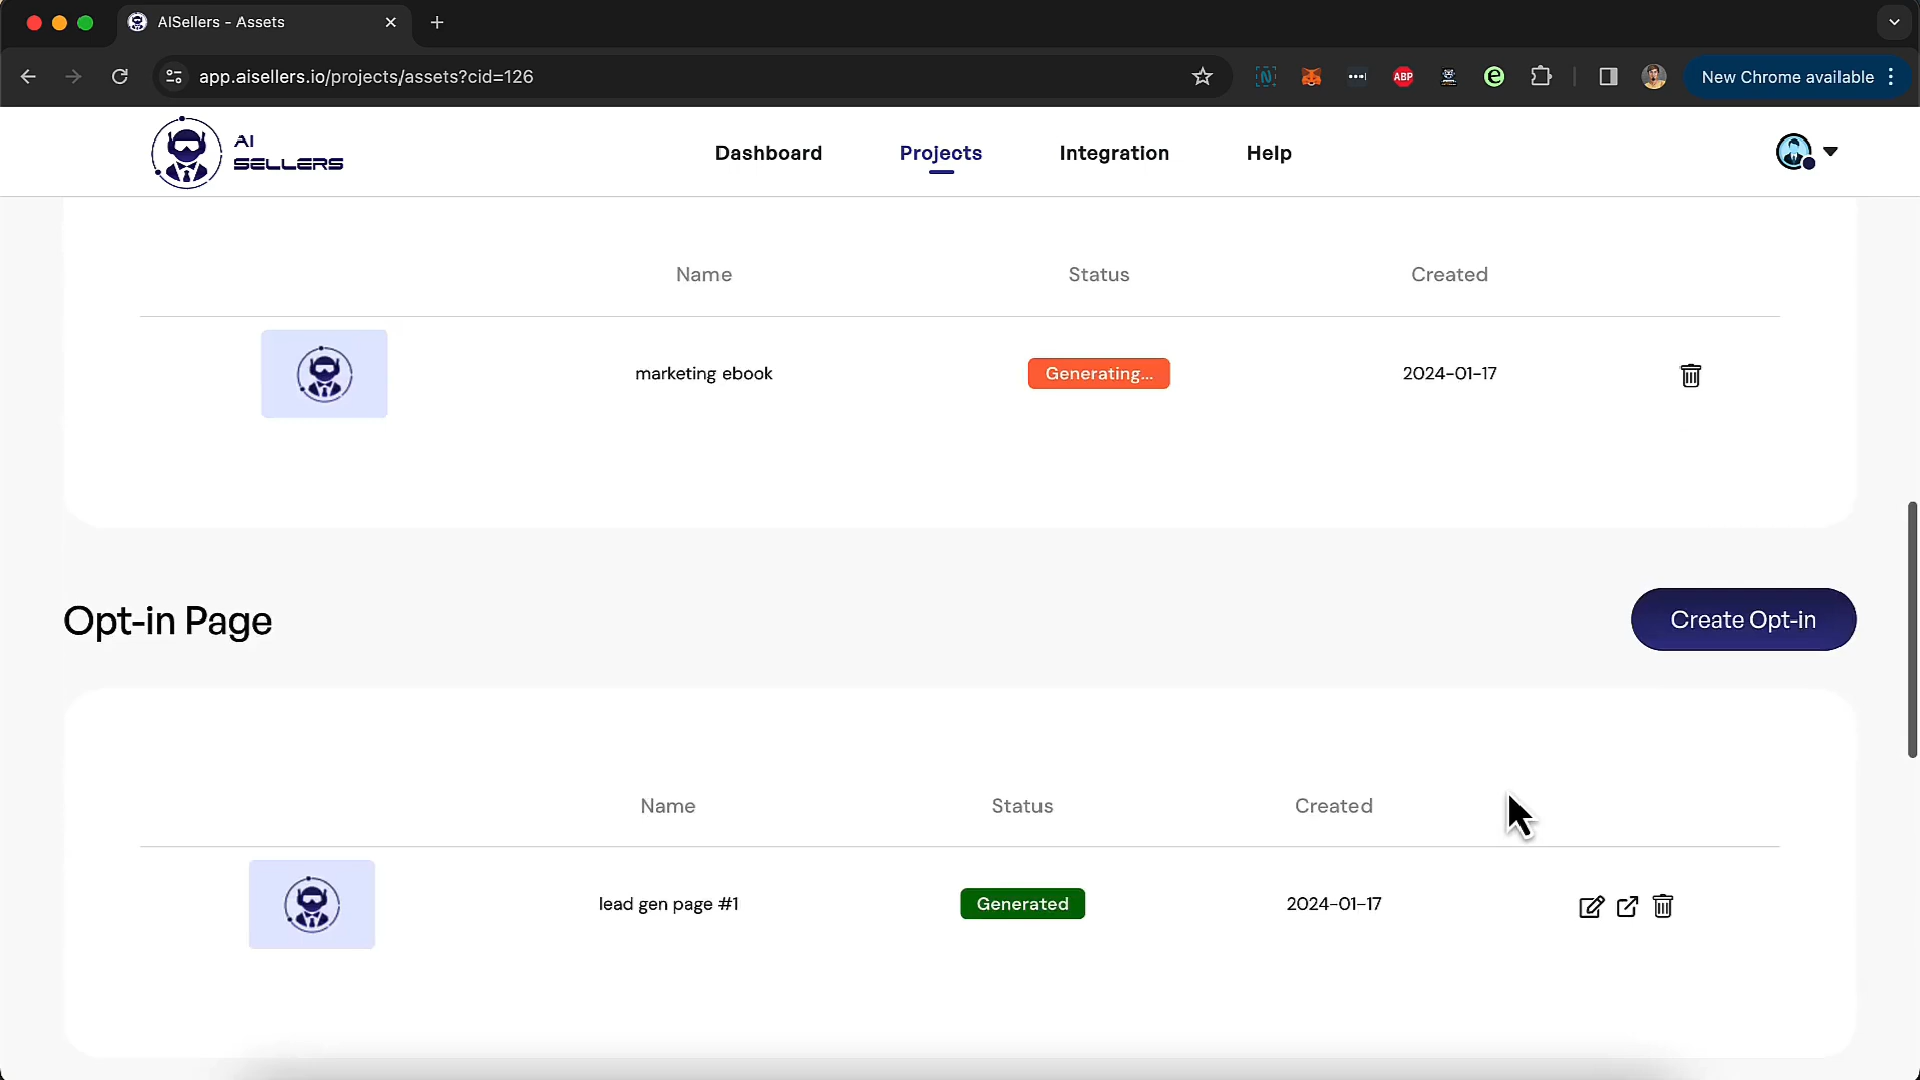 AISellers - Assets
app.aisellers.io/projects/assets?cid=126
ABP
New Chrome available
AI
SELLERS
Dashboard
Projects
Integration
Help
Name
Status
Created
marketing ebook
Generating...
2024-01-17
Opt-in Page
Create Opt-in
Name
Status
Created
lead gen page #1
Generated
2024-01-17